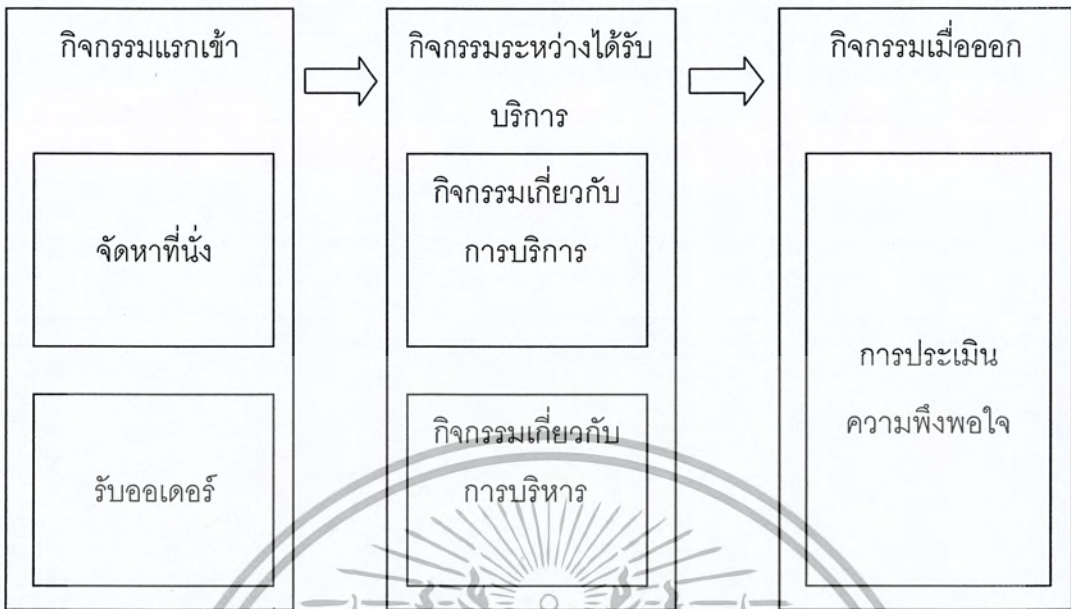 กิจกรรมแรกเข้า
จัดหาที่นั่ง
รับออเดอร์
กิจกรรมระหว่างได้รับ
บริการ
กิจกรรมเกี่ยวกับ
การบริการ
กิจกรรมเกี่ยวกับ
การบริหาร
กิจกรรมเมื่อออก
การประเมิน
ความพึงพอใจ